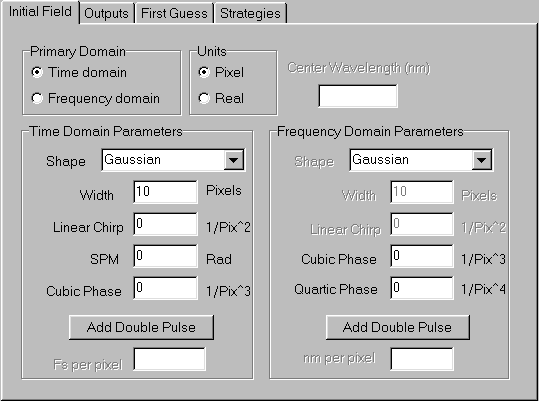 Initial Field Outputs First Guess Strategies
Primary Domain
Time domain
Frequency domain
Units
Pixel
Real
Center Wavelength (nm)
Time Domain Parameters
Shape Gaussian
Width 10 Pixels
Linear Chirp 0 1/Pix^2
SPM 0 Rad
Cubic Phase 0 1/Pix^3
Add Double Pulse
Fs per pixel
Frequency Domain Parameters
Shape Gaussian
Width 10 Pixels
Linear Chirp 0 1/Pix^2
Cubic Phase 0 1/Pix^3
Quartic Phase 0 1/Pix^4
Add Double Pulse
nm per pixel